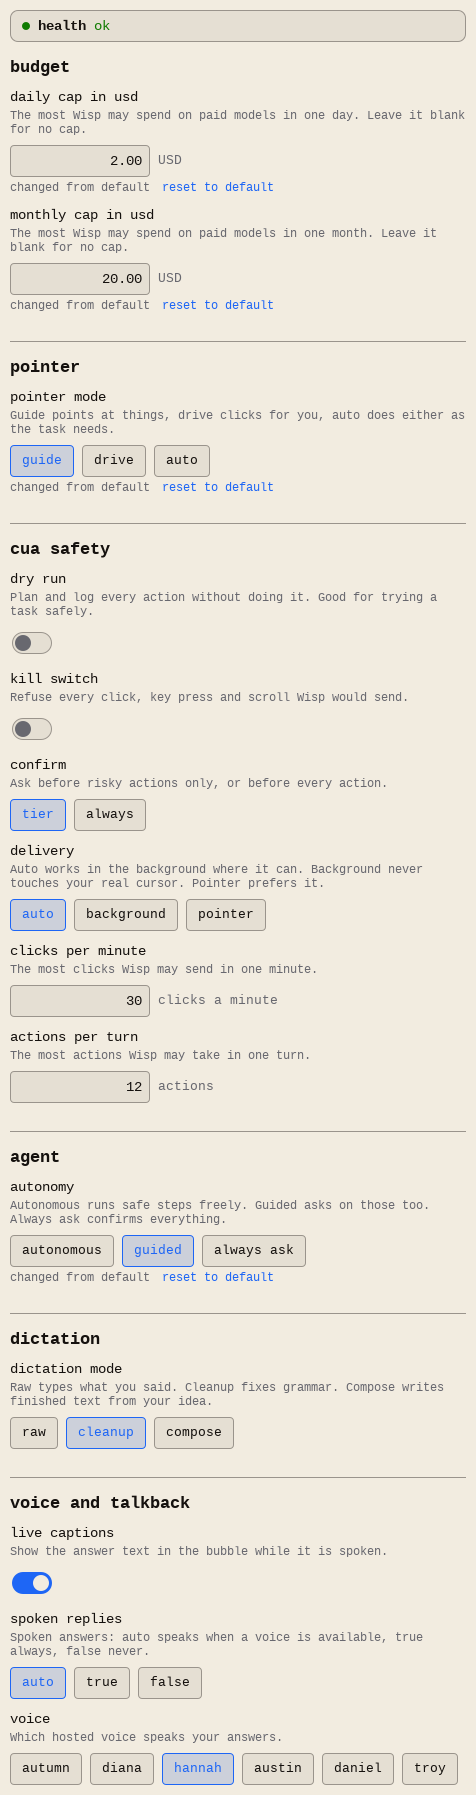 health ok
budget
daily cap in usd
The most Wisp may spend on paid models in one day. Leave it blank
for no cap.
2.00 USD
changed from default reset to default
monthly cap in usd
The most Wisp may spend on paid models in one month. Leave it
blank for no cap.
20.00 USD
changed from default reset to default
pointer
pointer mode
Guide points at things, drive clicks for you, auto does either as
the task needs.
guide drive auto
changed from default reset to default
cua safety
dry run
Plan and log every action without doing it. Good for trying a
task safely.
kill switch
Refuse every click, key press and scroll Wisp would send.
confirm
Ask before risky actions only, or before every action.
tier always
delivery
Auto works in the background where it can. Background never
touches your real cursor. Pointer prefers it.
auto background pointer
clicks per minute
The most clicks Wisp may send in one minute.
30 clicks a minute
actions per turn
The most actions Wisp may take in one turn.
12 actions
agent
autonomy
Autonomous runs safe steps freely. Guided asks on those too.
Always ask confirms everything.
autonomous guided always ask
changed from default reset to default
dictation
dictation mode
Raw types what you said. Cleanup fixes grammar. Compose writes
finished text from your idea.
raw cleanup compose
voice and talkback
live captions
Show the answer text in the bubble while it is spoken.
spoken replies
Spoken answers: auto speaks when a voice is available, true
always, false never.
auto true false
voice
Which hosted voice speaks your answers.
autumn diana hannah austin daniel troy